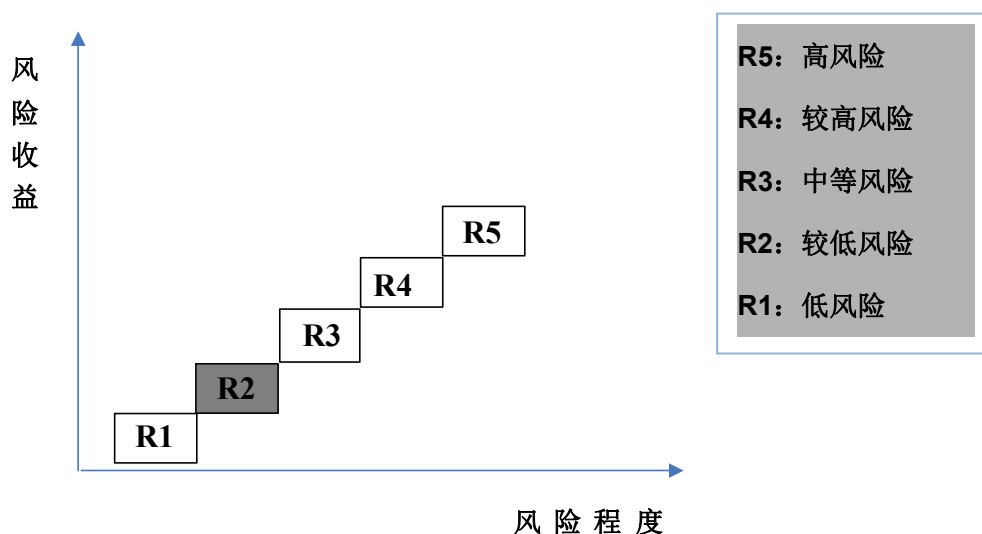 风
险
收
益
R5
R4
R3
R2
R1
风险程度
R5：高风险
R4：较高风险
R3：中等风险
R2：较低风险
R1：低风险